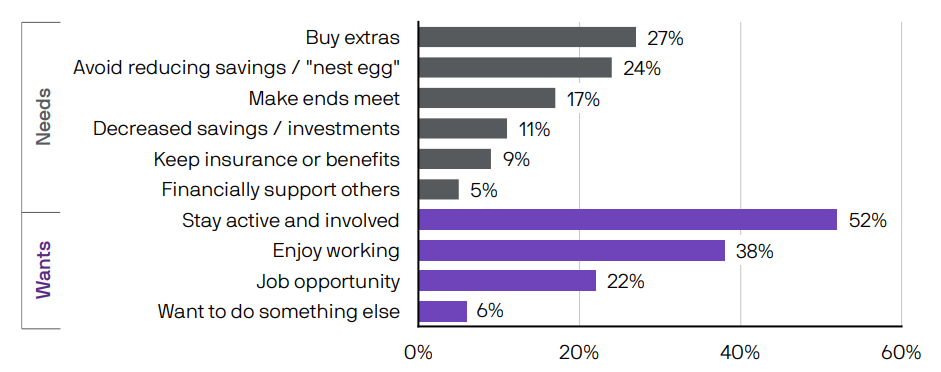 Needs
Buy extras 27%
Avoid reducing savings / "nest egg" 24%
Make ends meet 17%
Decreased savings / investments 11%
Keep insurance or benefits 9%
Financially support others 5%
Wants
Stay active and involved 52%
Enjoy working 38%
Job opportunity 22%
Want to do something else 6%
0% 20% 40% 60%